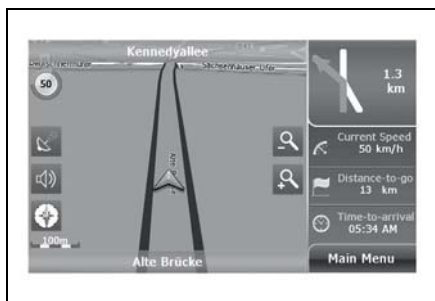 Kennedyallee
Sachsenhäuser Ufer
50
1.3
km
Current Speed
50 km/h
Distance-to-go
13 km
Time-to-arrival
05:34 AM
100m
Alte Brücke
Main Menu